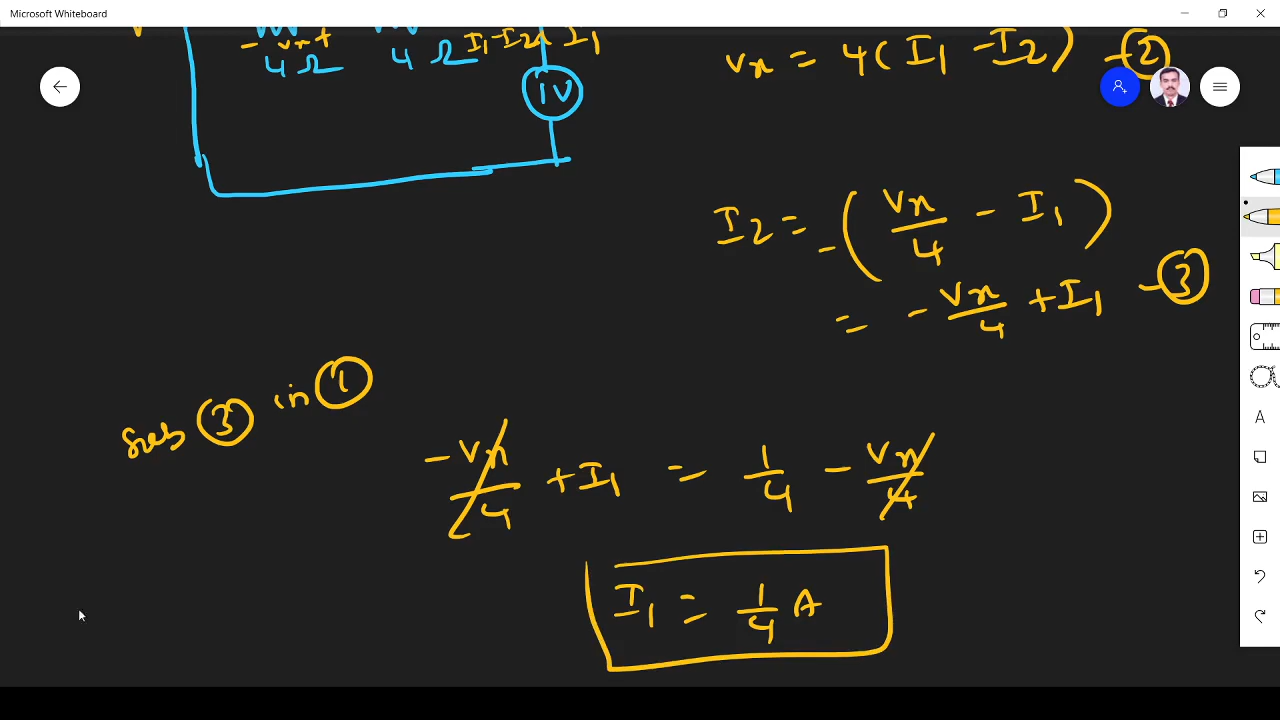 Microsoft Whiteboard
- Vx +
4 Ω
4 Ω
I1-I2
I1
1V
Vx = 4(I1 - I2) -②
I2 = -(Vx/4 - I1)
= -Vx/4 + I1 -③
Sub ③ in ①
-Vx/4 + I1 = 1/4 - Vx/4
I1 = 1/4 A
A